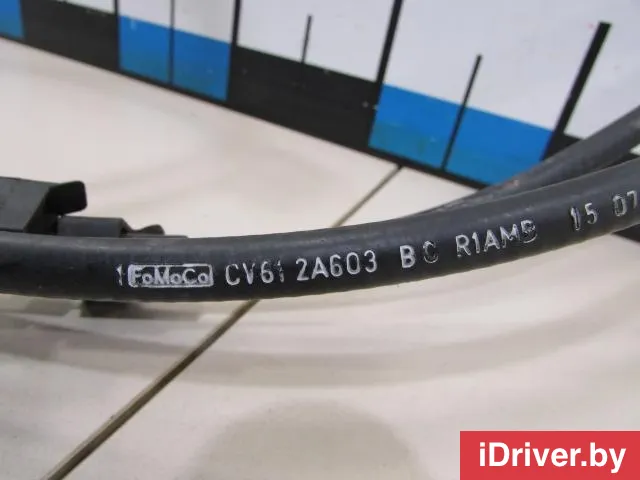 1 FoMoCo CV61 2A603 BC R1AMB 15 07
iDriver.by